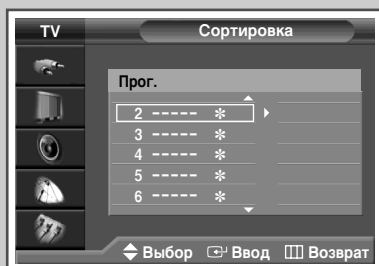 TV Сортировка
Прог.
2 ----- ✻
3 ----- ✻
4 ----- ✻
5 ----- ✻
6 ----- ✻
Выбор Ввод Возврат